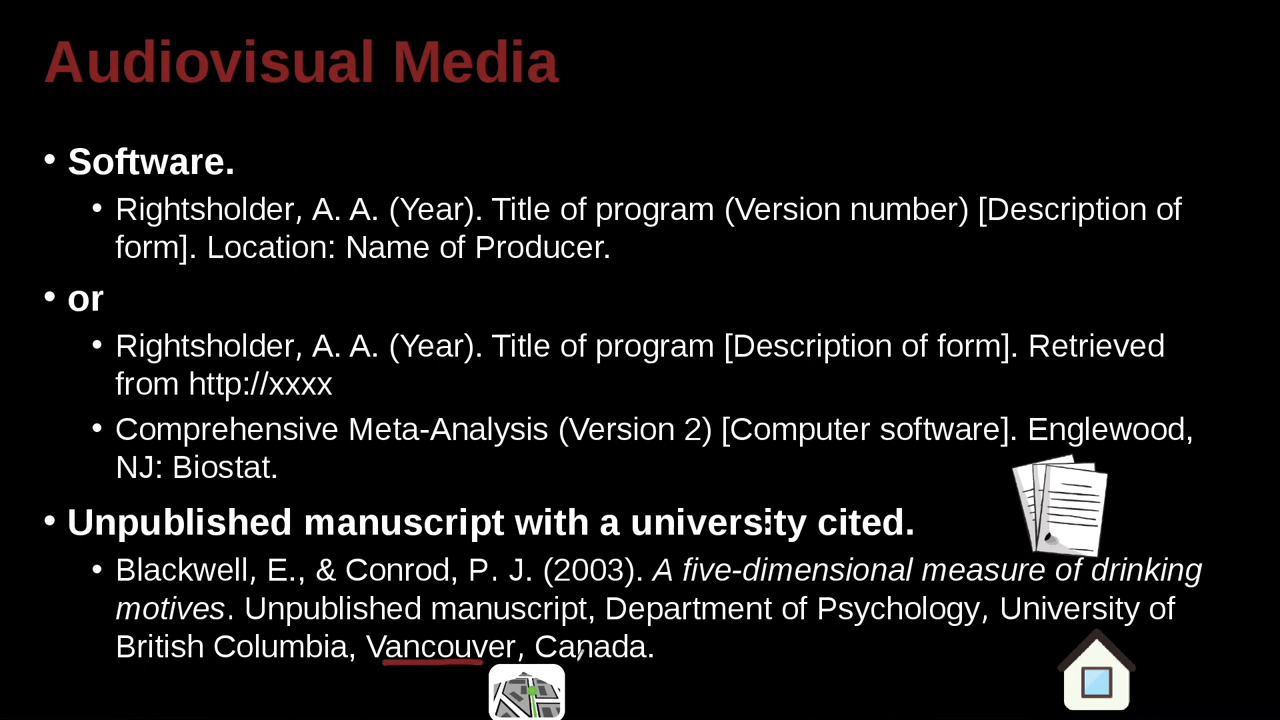 Audiovisual Media
• Software.
• Rightsholder, A. A. (Year). Title of program (Version number) [Description of
form]. Location: Name of Producer.
• or
• Rightsholder, A. A. (Year). Title of program [Description of form]. Retrieved
from http://xxxx
• Comprehensive Meta-Analysis (Version 2) [Computer software]. Englewood,
NJ: Biostat.
• Unpublished manuscript with a university cited.
• Blackwell, E., & Conrod, P. J. (2003). A five-dimensional measure of drinking
motives. Unpublished manuscript, Department of Psychology, University of
British Columbia, Vancouver, Canada.